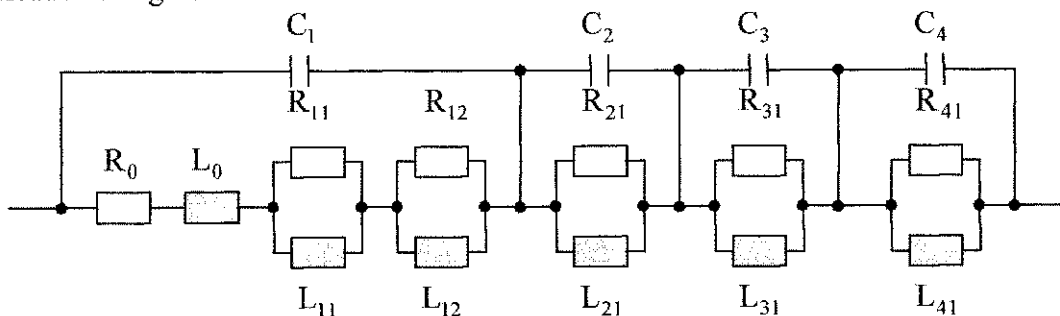 C₁ C₂ C₃ C₄
R₁₁ R₁₂ R₂₁ R₃₁ R₄₁
R₀ L₀
L₁₁ L₁₂ L₂₁ L₃₁ L₄₁